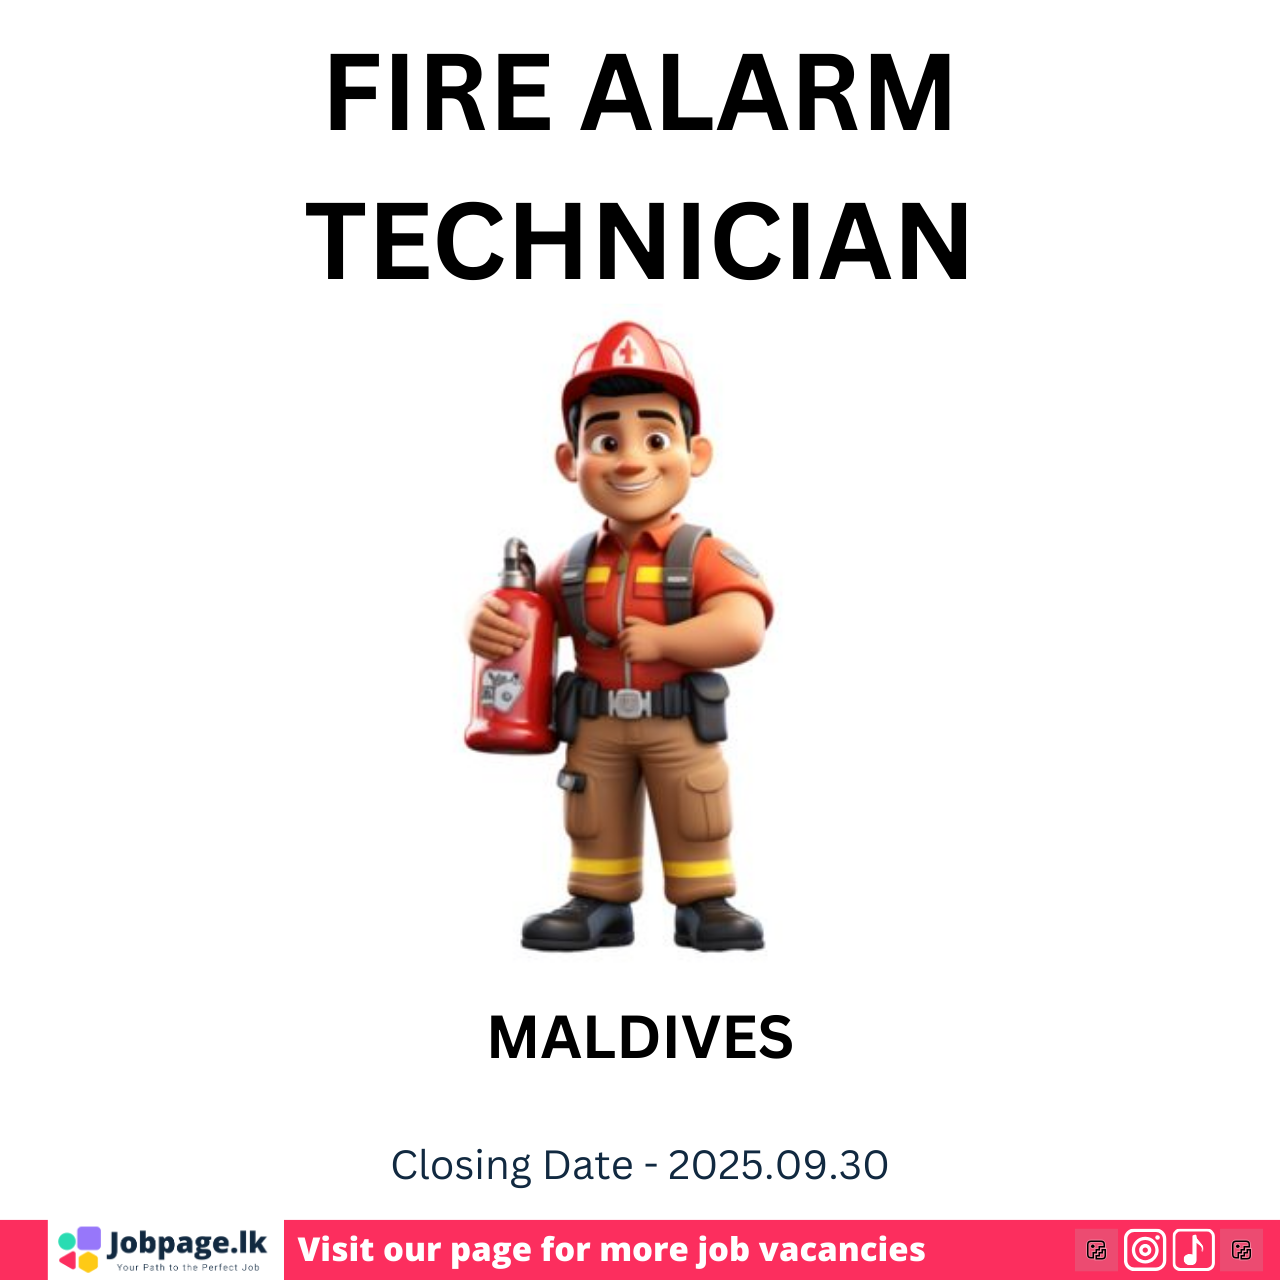 FIRE ALARM
TECHNICIAN
MALDIVES
Closing Date - 2025.09.30
Jobpage.lk
Your Path to the Perfect Job
Visit our page for more job vacancies